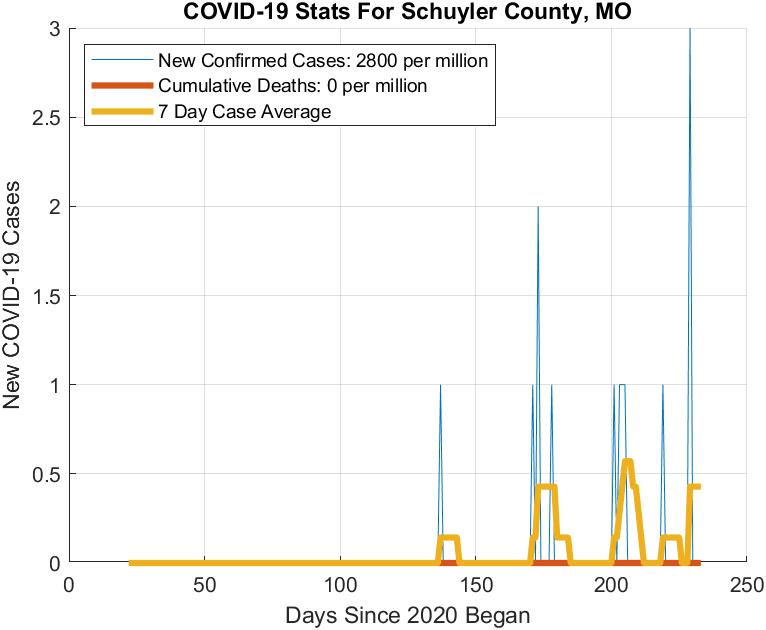 COVID-19 Stats For Schuyler County, MO
New Confirmed Cases: 2800 per million
Cumulative Deaths: 0 per million
7 Day Case Average
New COVID-19 Cases
3
2.5
2
1.5
1
0.5
0
0 50 100 150 200 250
Days Since 2020 Began